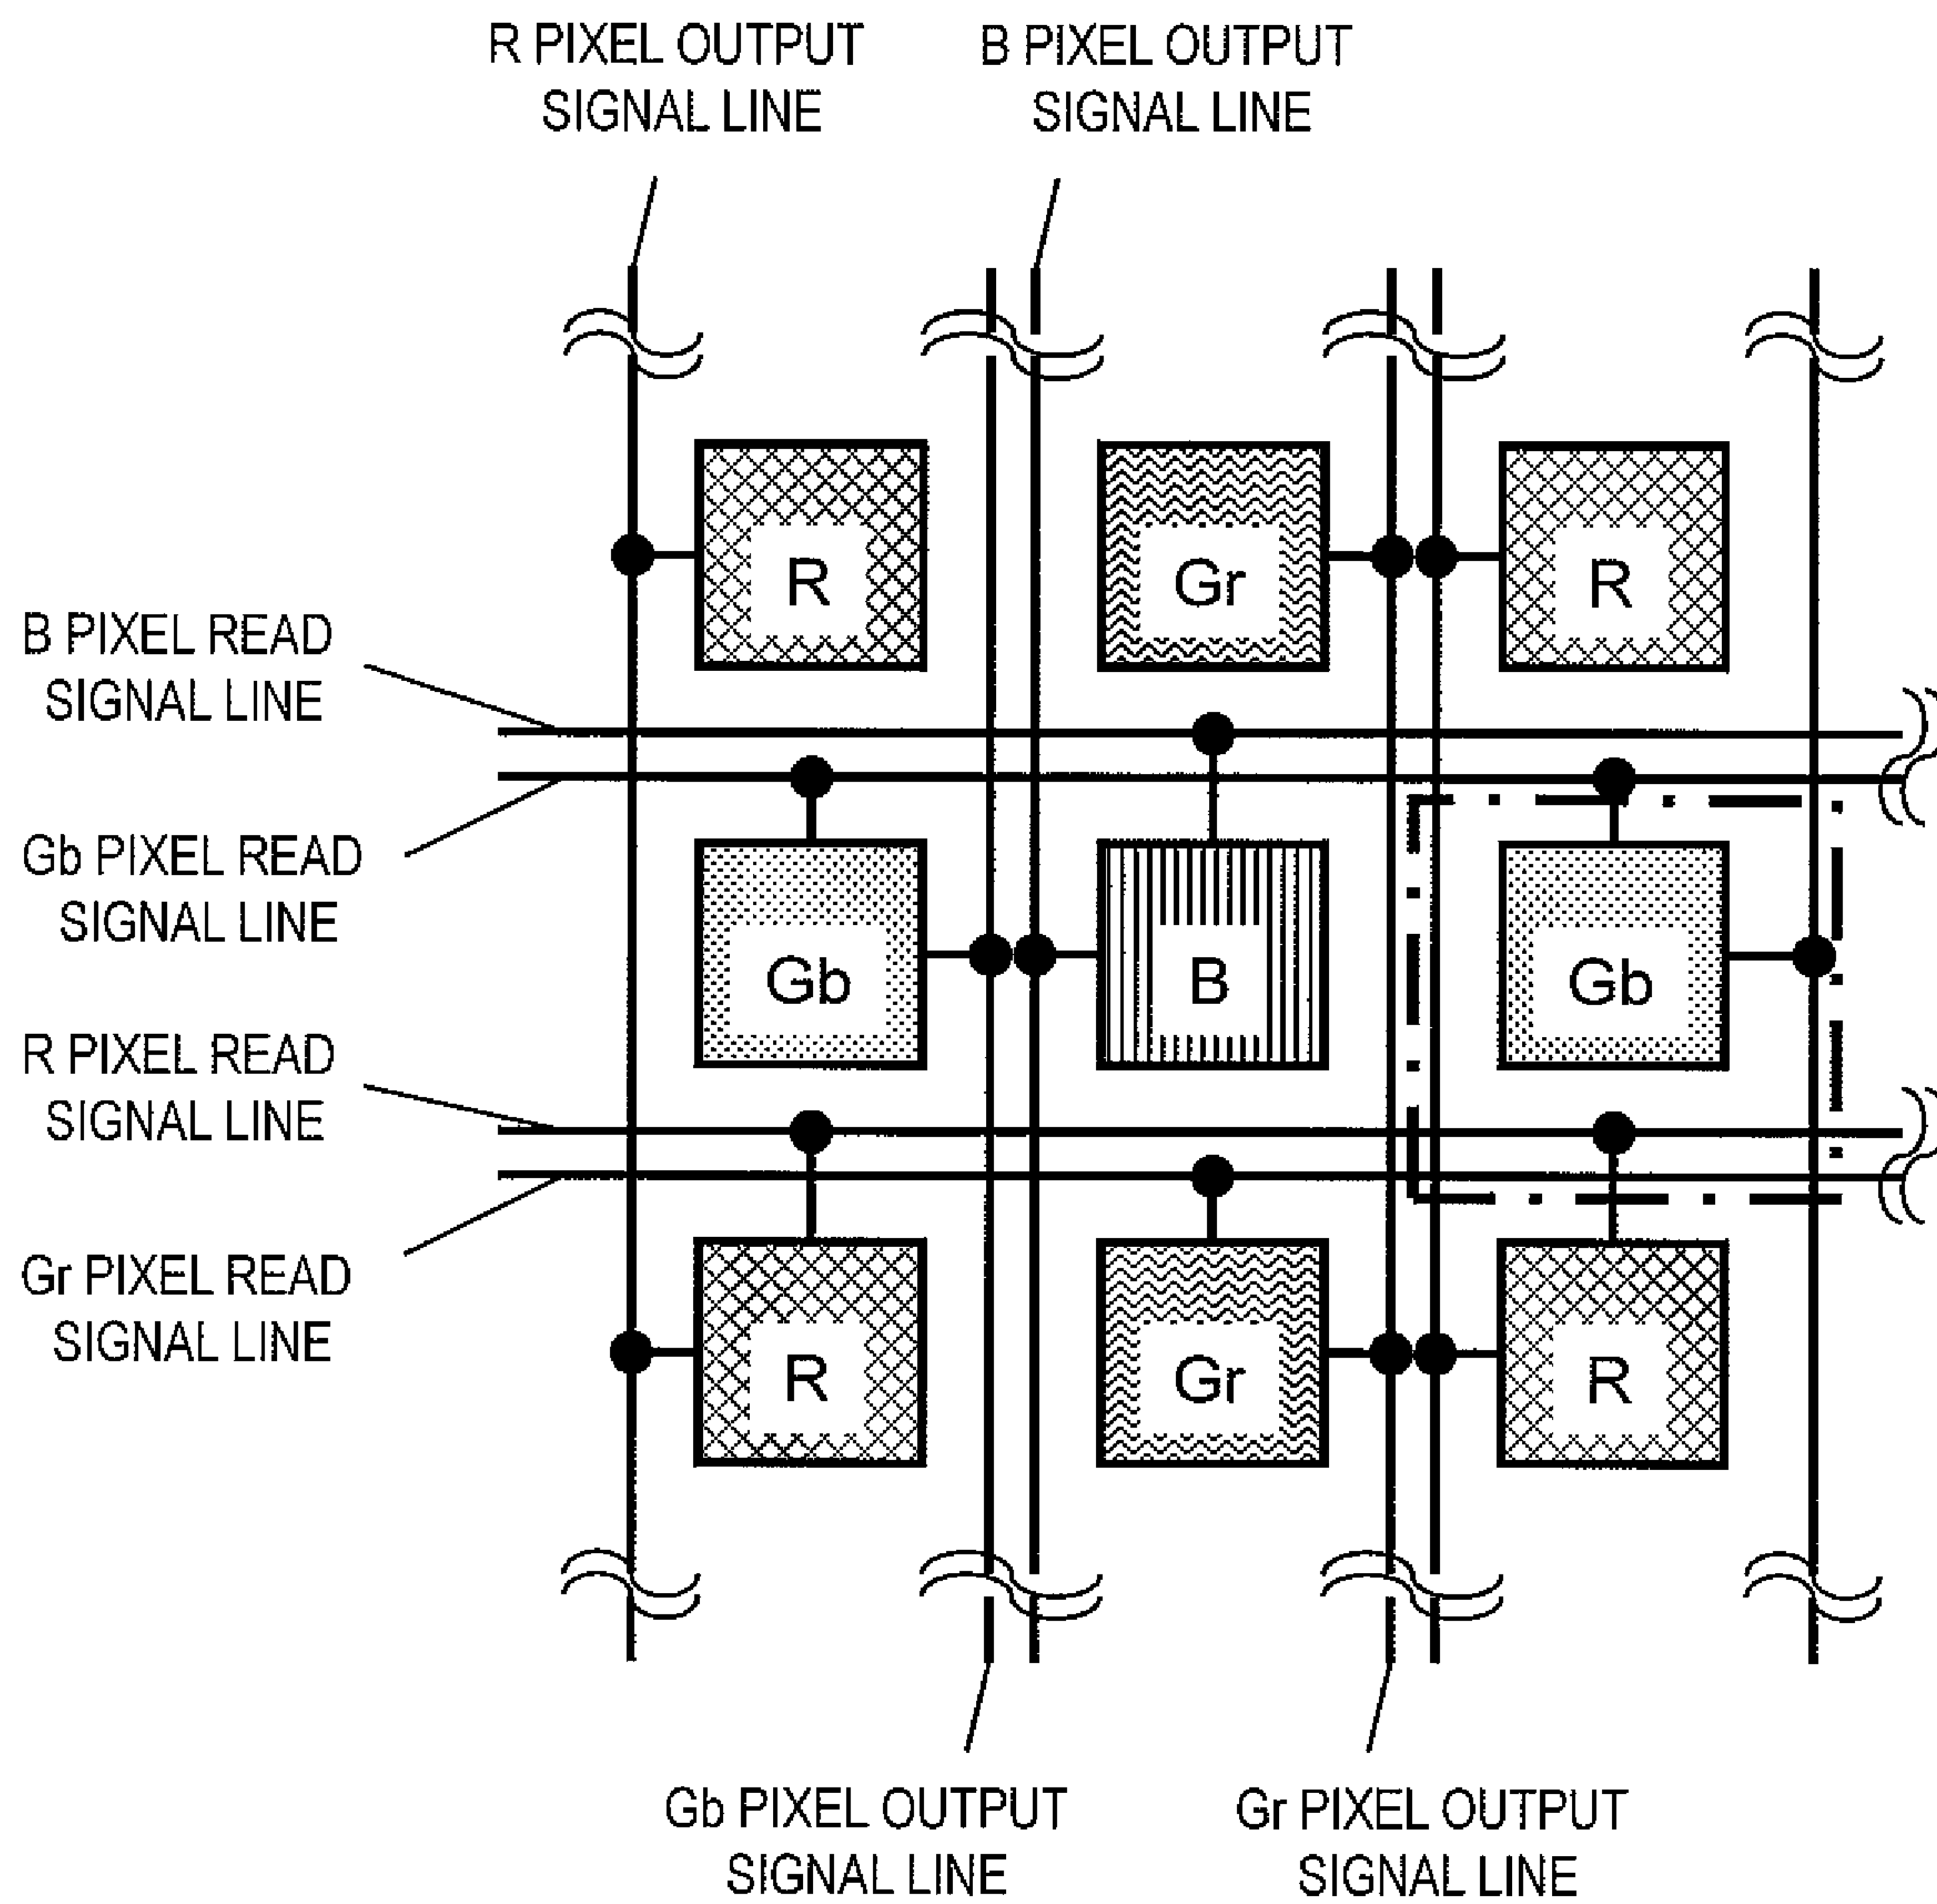 R PIXEL OUTPUT
SIGNAL LINE
B PIXEL OUTPUT
SIGNAL LINE
R
Gr
R
B PIXEL READ
SIGNAL LINE
Gb PIXEL READ
SIGNAL LINE
Gb
B
Gb
R PIXEL READ
SIGNAL LINE
Gr PIXEL READ
SIGNAL LINE
R
Gr
R
Gb PIXEL OUTPUT
SIGNAL LINE
Gr PIXEL OUTPUT
SIGNAL LINE